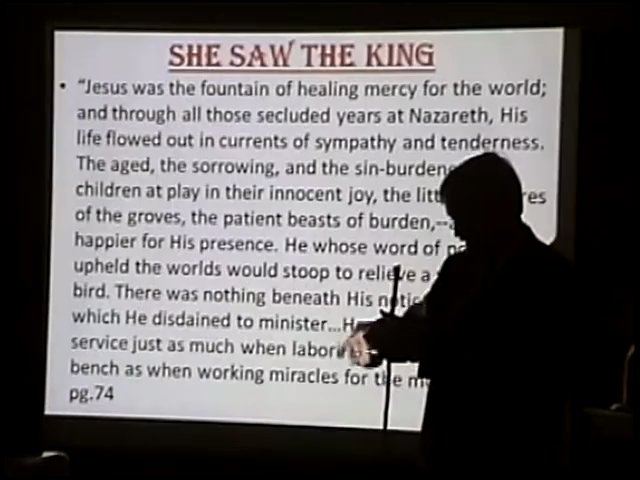 SHE SAW THE KING
• "Jesus was the fountain of healing mercy for the world;
and through all those secluded years at Nazareth, His
life flowed out in currents of sympathy and tenderness.
The aged, the sorrowing, and the sin-burdene
children at play in their innocent joy, the litt es
of the groves, the patient beasts of burden,--
happier for His presence. He whose word of
upheld the worlds would stoop to relieve a
bird. There was nothing beneath His notic
which He disdained to minister...H
service just as much when labori
bench as when working miracles for the m
pg.74